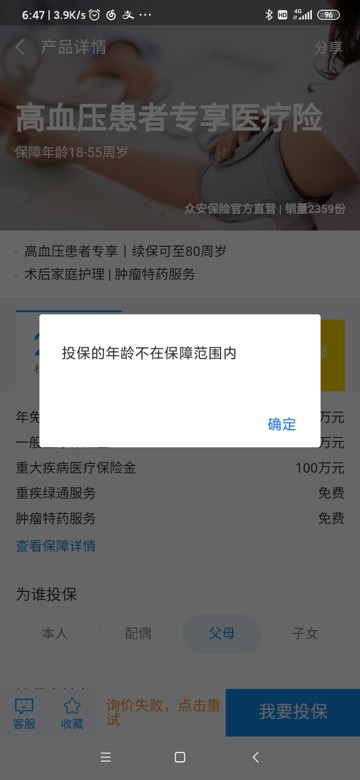 6:47 | 3.9K/s ··· HD 4G 96
产品详情 分享
高血压患者专享医疗险
保障年龄18-55周岁
众安保险官方直营 | 销量2359份
高血压患者专享 | 续保可至80周岁
术后家庭护理 | 肿瘤特药服务
投保的年龄不在保障范围内
确定
年免 万元
一般 万元
重大疾病医疗保险金 100万元
重疾绿通服务 免费
肿瘤特药服务 免费
查看保障详情
为谁投保
本人 配偶 父母 子女
客服 收藏 询价失败，点击重
试 我要投保